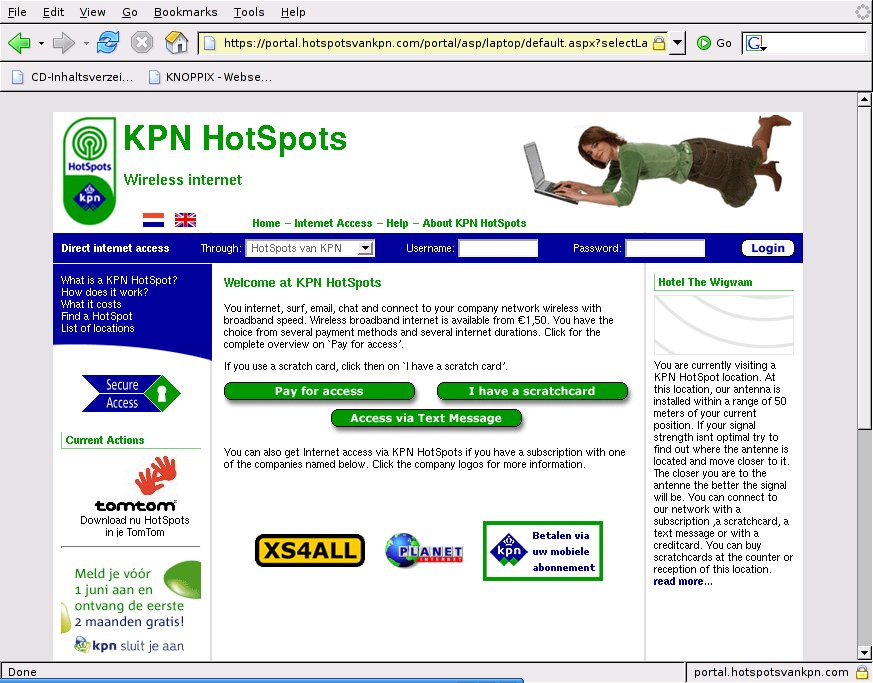 File Edit View Go Bookmarks Tools Help
https://portal.hotspotsvankpn.com/portal/asp/laptop/default.aspx?selectLa
Go
G
CD-Inhaltsverzei... KNOPPIX - Webse...
HotSpots
kpn
KPN HotSpots
Wireless internet
Home – Internet Access – Help – About KPN HotSpots
Direct internet access Through: HotSpots van KPN Username: Password: Login
What is a KPN HotSpot?
How does it work?
What it costs
Find a HotSpot
List of locations
Secure
Access
Current Actions
tomtom
Download nu HotSpots
in je TomTom
Meld je vóór
1 juni aan en
ontvang de eerste
2 maanden gratis!
kpn sluit je aan
Welcome at KPN HotSpots
You internet, surf, email, chat and connect to your company network wireless with
broadband speed. Wireless broadband internet is available from €1,50. You have the
choice from several payment methods and several internet durations. Click for the
complete overview on `Pay for access´.
If you use a scratch card, click then on `I have a scratch card´.
Pay for access I have a scratchcard
Access via Text Message
You can also get Internet access via KPN HotSpots if you have a subscription with one
of the companies named below. Click the company logos for more information.
XS4ALL
PLANET
INTERNET
kpn
Betalen via
uw mobiele
abonnement
Hotel The Wigwam
You are currently visiting a
KPN HotSpot location. At
this location, our antenna is
installed within a range of 50
meters of your current
position. If your signal
strength isnt optimal try to
find out where the antenne is
located and move closer to it.
The closer you are to the
antenne the better the signal
will be. You can connect to
our network with a
subscription ,a scratchcard, a
text message or with a
creditcard. You can buy
scratchcards at the counter or
reception of this location.
read more...
Done
portal.hotspotsvankpn.com